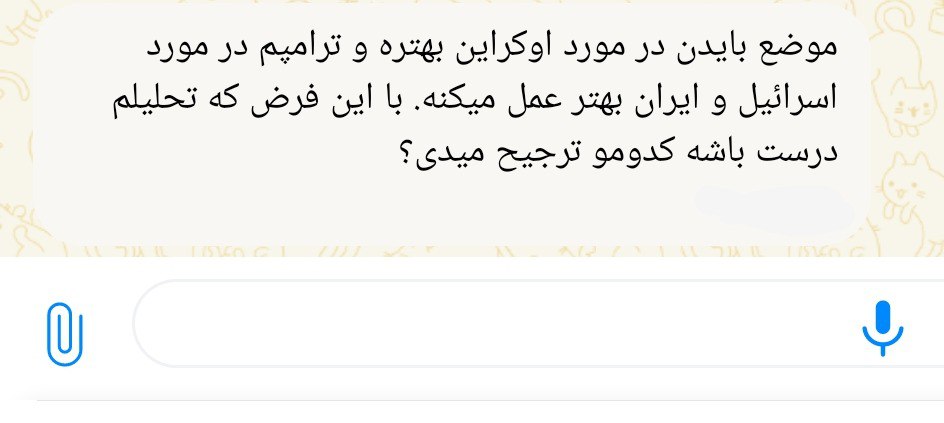 موضع بایدن در مورد اوکراین بهتره و ترامپم در مورد
اسرائیل و ایران بهتر عمل میکنه. با این فرض که تحلیلم
درست باشه کدومو ترجیح میدی؟